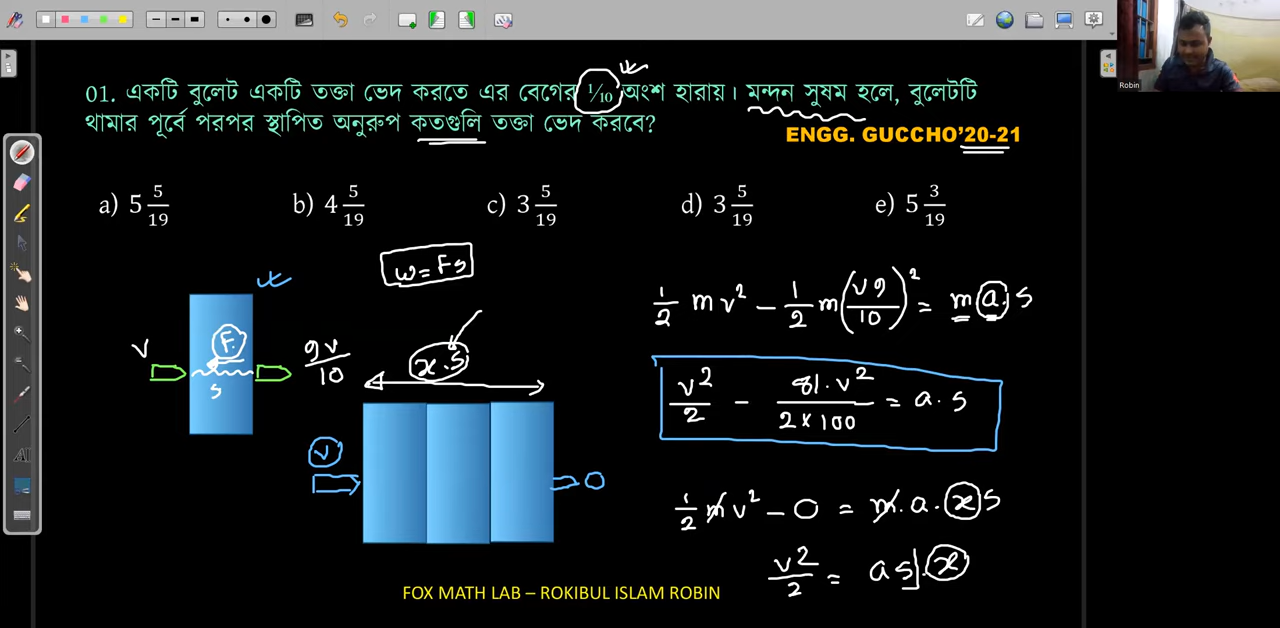 01. একটি বুলেট একটি তক্তা ভেদ করতে এর বেগের 1/10 অংশ হারায়। মন্দন সুষম হলে, বুলেটটি
থামার পূর্বে পরপর স্থাপিত অনুরুপ কতগুলি তক্তা ভেদ করবে?
ENGG. GUCCHO'20-21
a) 5 5/19 b) 4 5/19 c) 3 5/19 d) 3 5/19 e) 5 3/19
w = Fs
1/2 mv² - 1/2 m(v9/10)² = m a . s
v F s 9v/10
x . s
v²/2 - 81.v²/2×100 = a . s
v 0
1/2 mv² - 0 = m . a . x s
v²/2 = as . x
FOX MATH LAB – ROKIBUL ISLAM ROBIN
Robin